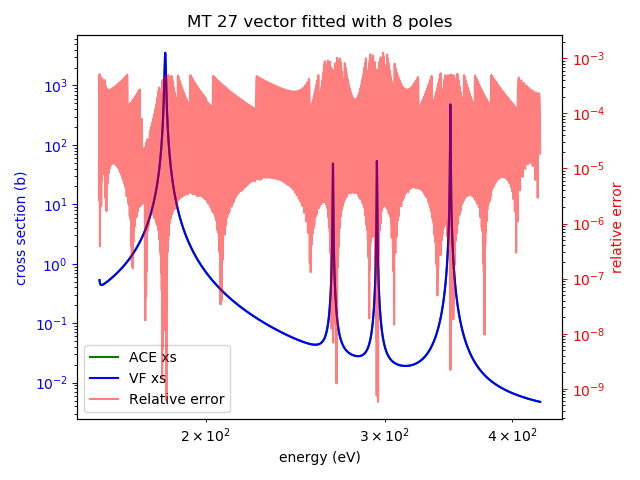 MT 27 vector fitted with 8 poles
cross section (b)
10³
10²
10¹
10⁰
10⁻¹
10⁻²
10⁻³
10⁻⁴
10⁻⁵
10⁻⁶
10⁻⁷
10⁻⁸
10⁻⁹
relative error
ACE xs
VF xs
Relative error
2 × 10²
3 × 10²
4 × 10²
energy (eV)